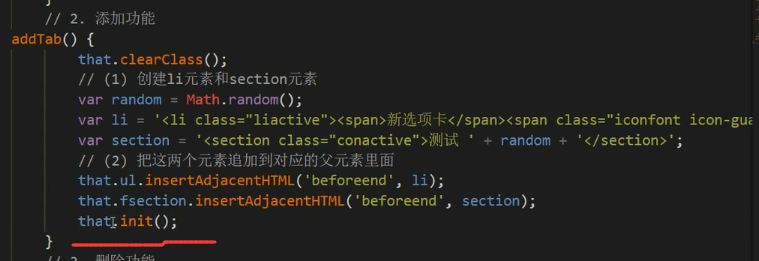 }
// 2. 添加功能
addTab() {
that.clearClass();
// (1) 创建li元素和section元素
var random = Math.random();
var li = '<li class="liactive"><span>新选项卡</span><span class="iconfont icon-gua
var section = '<section class="conactive">测试 ' + random + '</section>';
// (2) 把这两个元素追加到对应的父元素里面
that.ul.insertAdjacentHTML('beforeend', li);
that.fsection.insertAdjacentHTML('beforeend', section);
that.init();
}
// 3. 删除功能